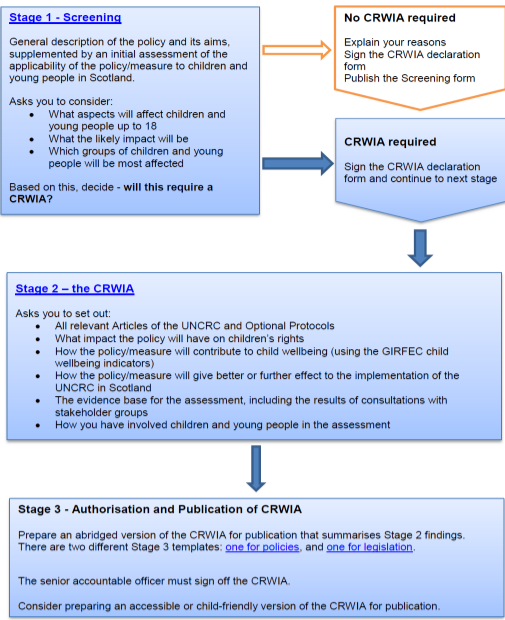 Stage 1 - Screening
General description of the policy and its aims,
supplemented by an initial assessment of the
applicability of the policy/measure to children and
young people in Scotland.
Asks you to consider:
• What aspects will affect children and
young people up to 18
• What the likely impact will be
• Which groups of children and young
people will be most affected
Based on this, decide - will this require a
CRWIA?
No CRWIA required
Explain your reasons
Sign the CRWIA declaration
form
Publish the Screening form
CRWIA required
Sign the CRWIA declaration
form and continue to next stage
Stage 2 – the CRWIA
Asks you to set out:
• All relevant Articles of the UNCRC and Optional Protocols
• What impact the policy will have on children's rights
• How the policy/measure will contribute to child wellbeing (using the GIRFEC child
wellbeing indicators)
• How the policy/measure will give better or further effect to the implementation of the
UNCRC in Scotland
• The evidence base for the assessment, including the results of consultations with
stakeholder groups
• How you have involved children and young people in the assessment
Stage 3 - Authorisation and Publication of CRWIA
Prepare an abridged version of the CRWIA for publication that summarises Stage 2 findings.
There are two different Stage 3 templates: one for policies, and one for legislation.
The senior accountable officer must sign off the CRWIA.
Consider preparing an accessible or child-friendly version of the CRWIA for publication.